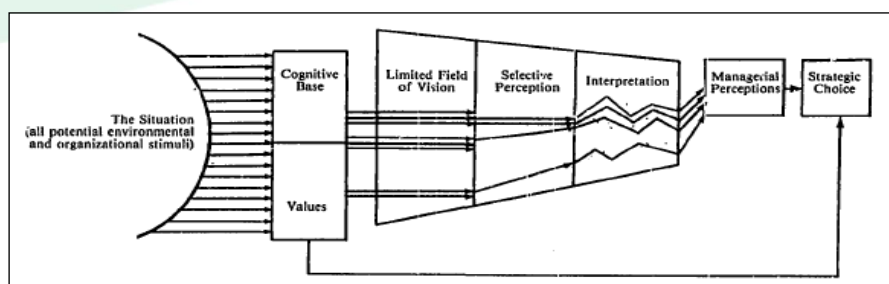 The Situation
(all potential environmental
and organizational stimuli)
Cognitive
Base
Values
Limited Field
of Vision
Selective
Perception
Interpretation
Managerial
Perceptions
Strategic
Choice